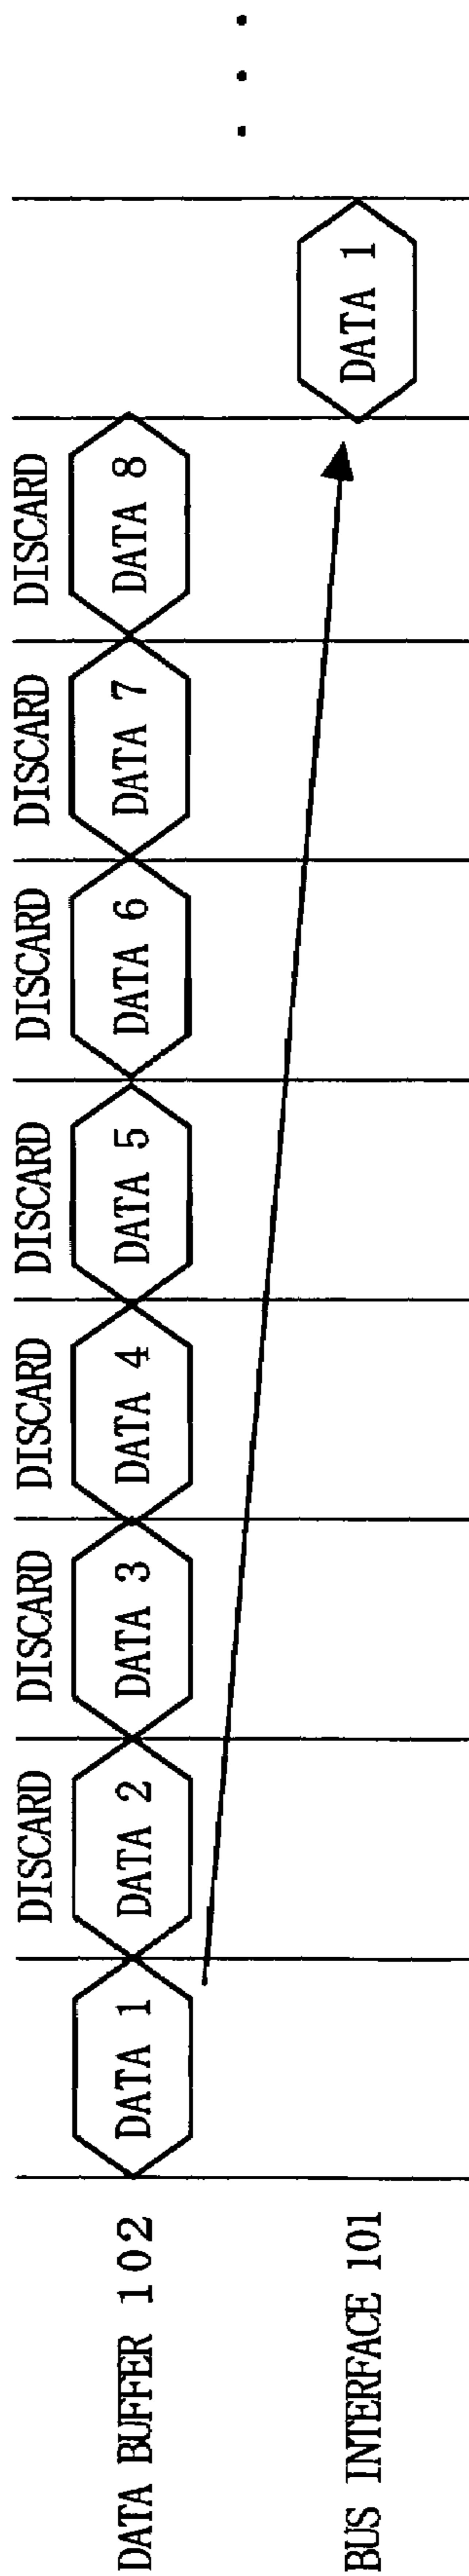 DISCARD DISCARD DISCARD DISCARD DISCARD DISCARD DISCARD
DATA BUFFER 102 DATA 1 DATA 2 DATA 3 DATA 4 DATA 5 DATA 6 DATA 7 DATA 8
BUS INTERFACE 101 DATA 1